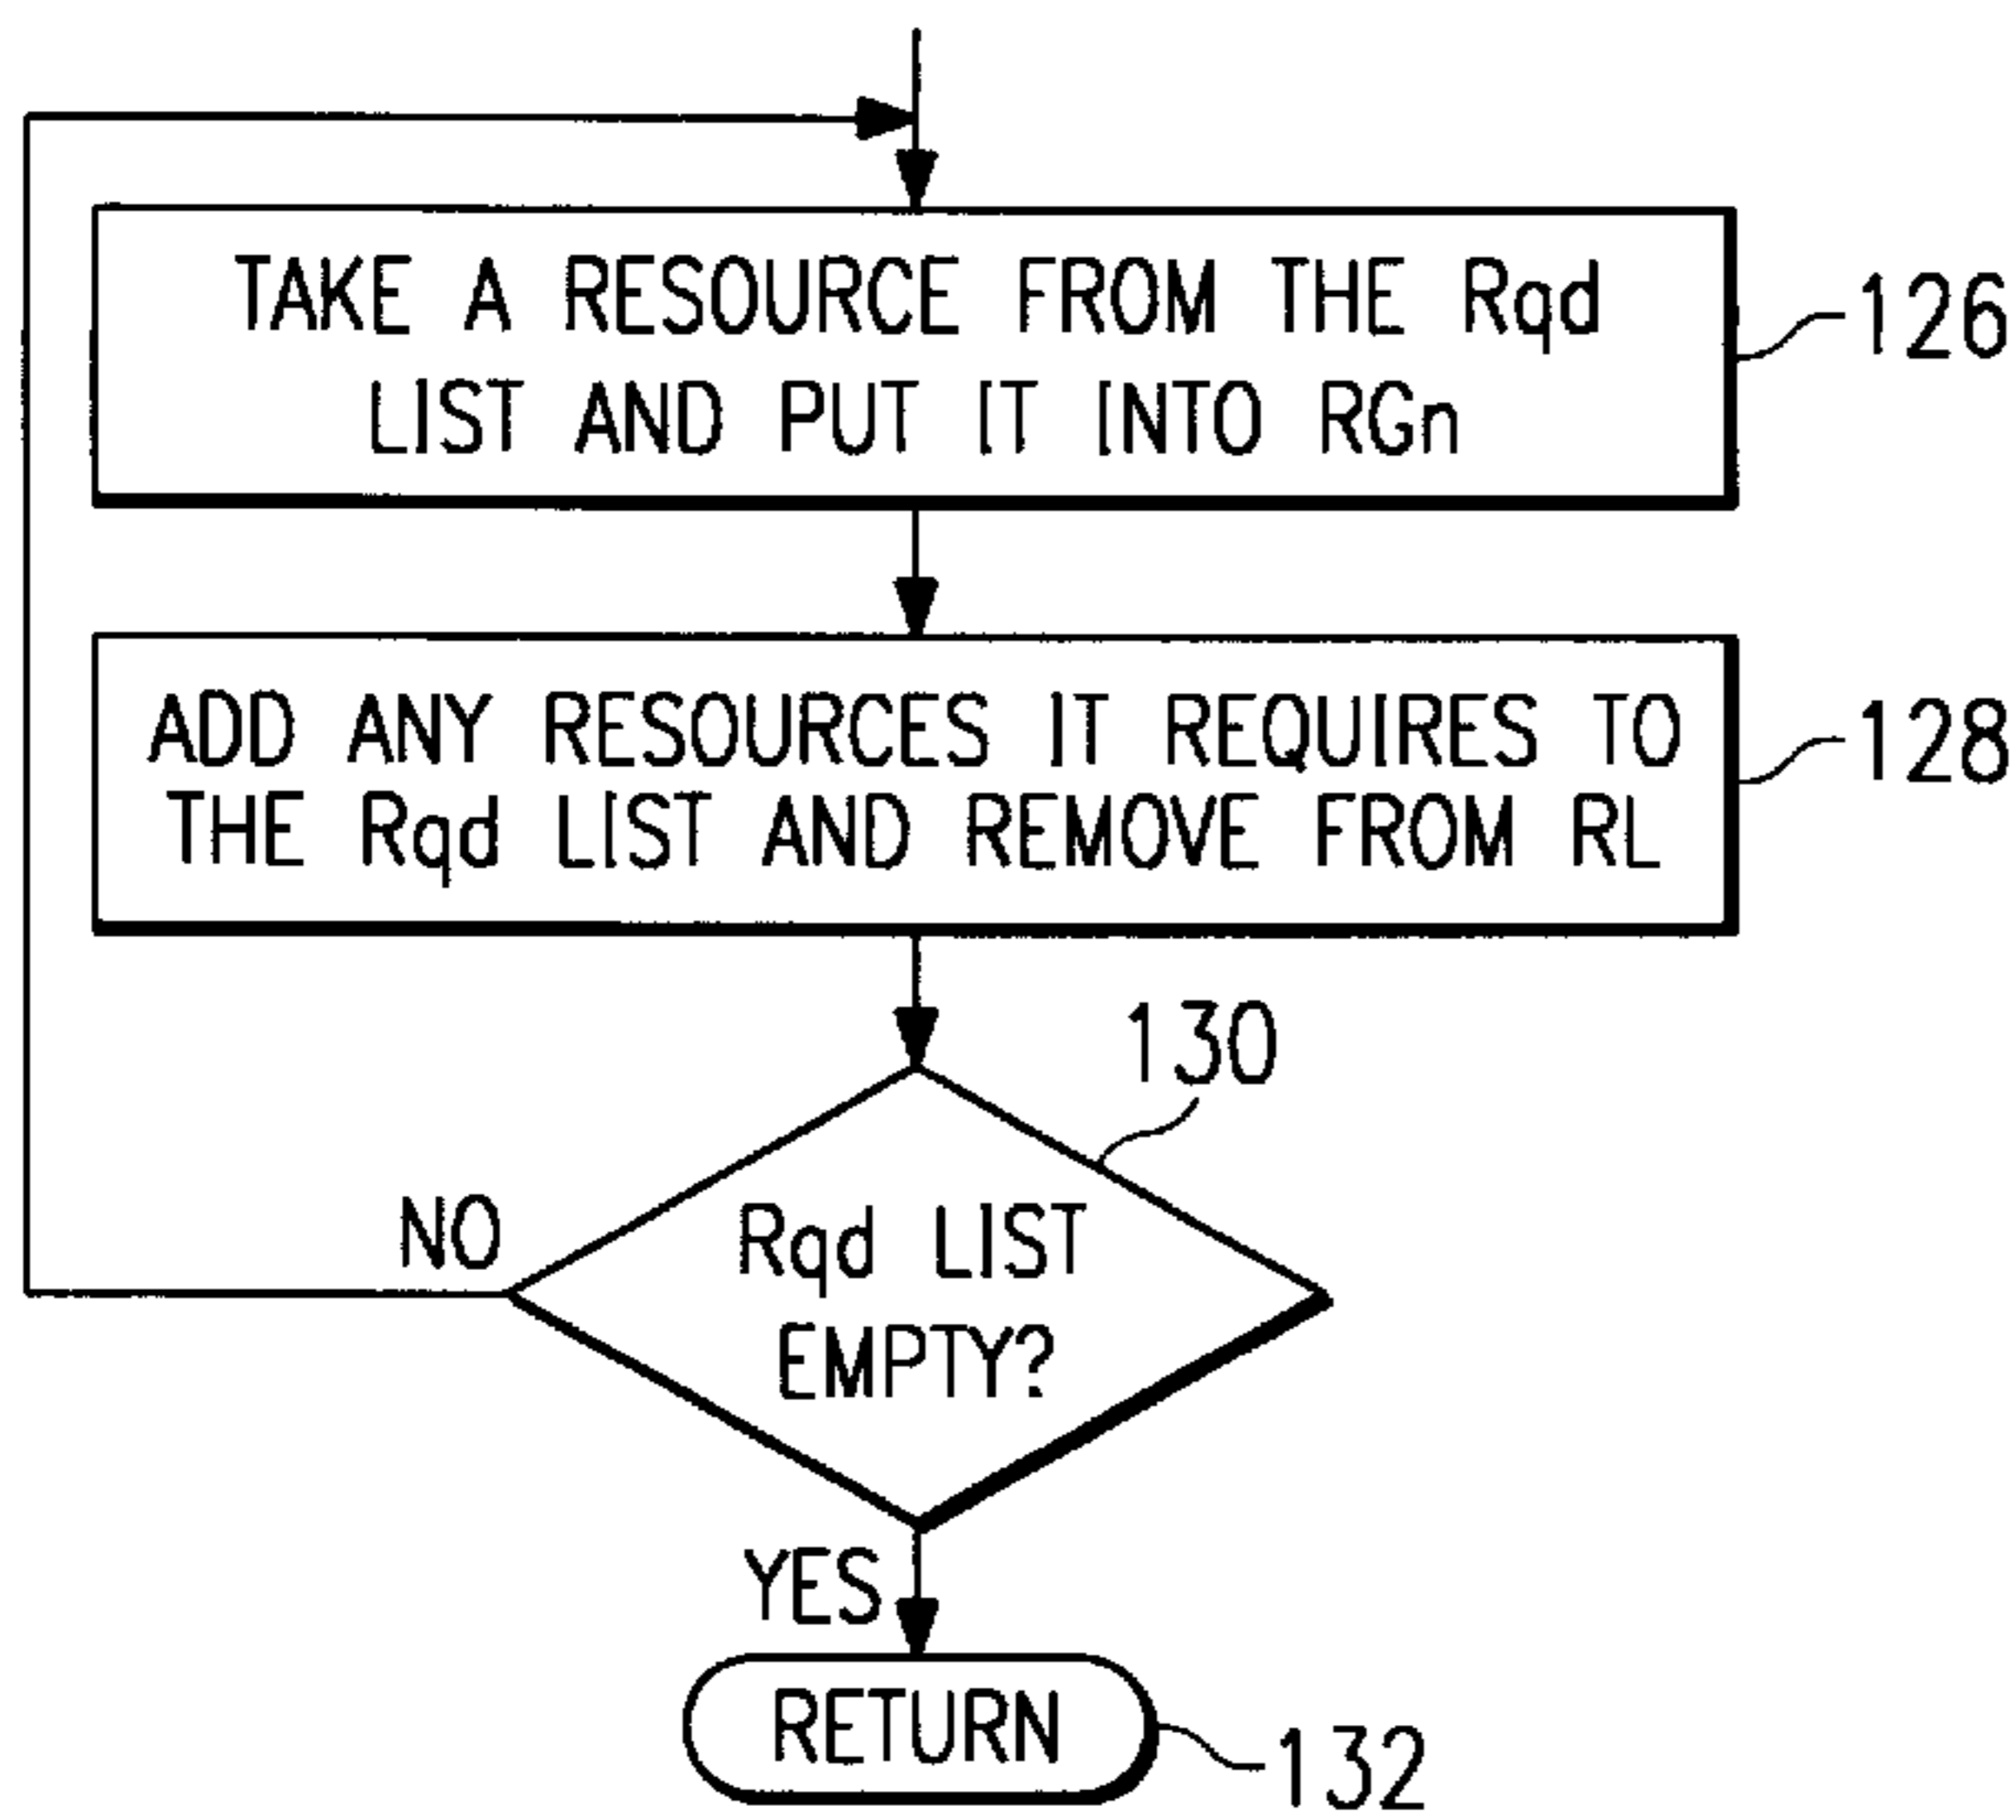 TAKE A RESOURCE FROM THE Rqd
LIST AND PUT IT INTO RGn
126
ADD ANY RESOURCES IT REQUIRES TO
THE Rqd LIST AND REMOVE FROM RL
128
130
NO
Rqd LIST
EMPTY?
YES
RETURN
132